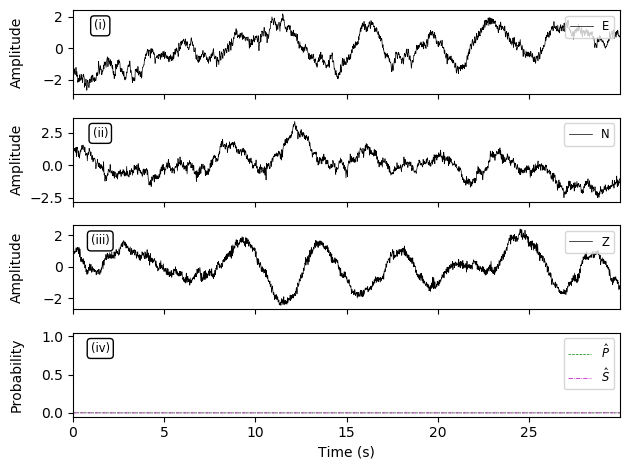 (i)
E
Amplitude
2
0
−2
(ii)
N
Amplitude
2.5
0.0
−2.5
(iii)
Z
Amplitude
2
0
−2
(iv)
P̂
Ŝ
Probability
1.0
0.5
0.0
0 5 10 15 20 25
Time (s)